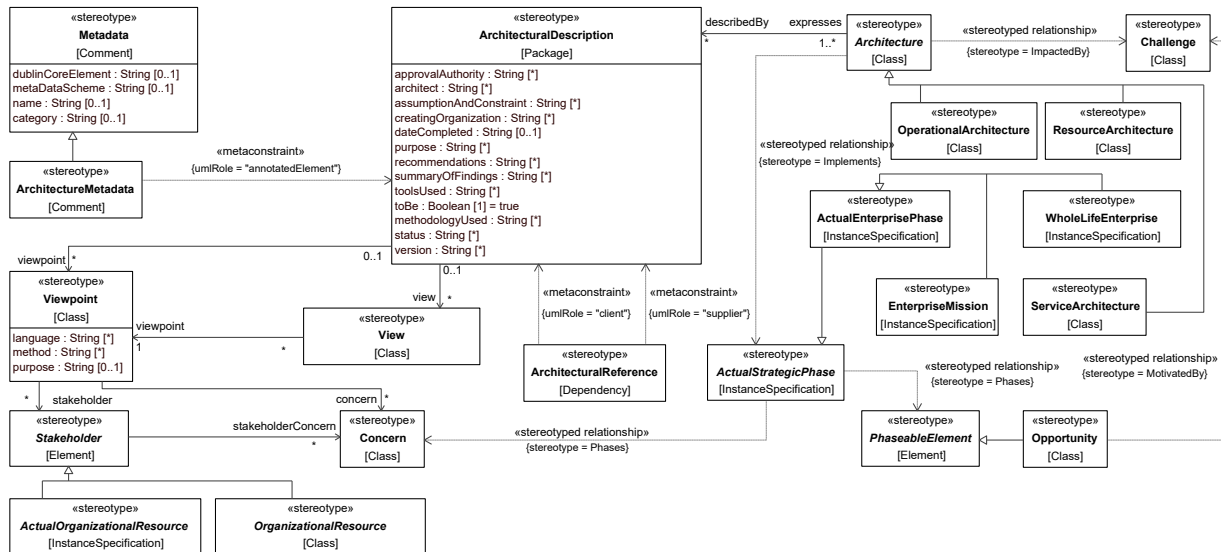 «stereotype»
Metadata
[Comment]
dublinCoreElement : String [0..1]
metaDataScheme : String [0..1]
name : String [0..1]
category : String [0..1]
«stereotype»
ArchitectureMetadata
[Comment]
«metaconstraint»
{umlRole = "annotatedElement"}
«stereotype»
ArchitecturalDescription
[Package]
approvalAuthority : String [*]
architect : String [*]
assumptionAndConstraint : String [*]
creatingOrganization : String [*]
dateCompleted : String [0..1]
purpose : String [*]
recommendations : String [*]
summaryOfFindings : String [*]
toolsUsed : String [*]
toBe : Boolean [1] = true
methodologyUsed : String [*]
status : String [*]
version : String [*]
describedBy
expresses
*
1..*
«stereotype»
Architecture
[Class]
«stereotyped relationship»
{stereotype = ImpactedBy}
«stereotype»
Challenge
[Class]
«stereotype»
OperationalArchitecture
[Class]
«stereotype»
ResourceArchitecture
[Class]
«stereotyped relationship»
{stereotype = Implements}
«stereotype»
ActualEnterprisePhase
[InstanceSpecification]
«stereotype»
WholeLifeEnterprise
[InstanceSpecification]
0..1
0..1
viewpoint
*
«stereotype»
Viewpoint
[Class]
language : String [*]
method : String [*]
purpose : String [0..1]
view
*
viewpoint
1
*
«stereotype»
View
[Class]
«metaconstraint»
{umlRole = "client"}
«metaconstraint»
{umlRole = "supplier"}
«stereotype»
EnterpriseMission
[InstanceSpecification]
«stereotype»
ServiceArchitecture
[Class]
«stereotype»
ArchitecturalReference
[Dependency]
«stereotype»
ActualStrategicPhase
[InstanceSpecification]
«stereotyped relationship»
{stereotype = Phases}
«stereotyped relationship»
{stereotype = MotivatedBy}
*
stakeholder
concern
*
«stereotype»
Stakeholder
[Element]
stakeholderConcern
*
«stereotype»
Concern
[Class]
«stereotyped relationship»
{stereotype = Phases}
«stereotype»
PhaseableElement
[Element]
«stereotype»
Opportunity
[Class]
«stereotype»
ActualOrganizationalResource
[InstanceSpecification]
«stereotype»
OrganizationalResource
[Class]